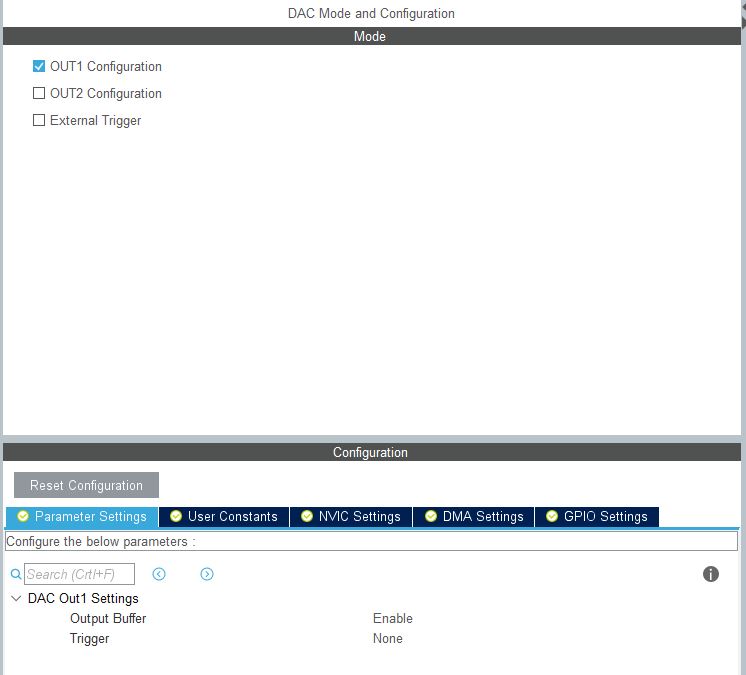 DAC Mode and Configuration
Mode
OUT1 Configuration
OUT2 Configuration
External Trigger
Configuration
Reset Configuration
Parameter Settings User Constants NVIC Settings DMA Settings GPIO Settings
Configure the below parameters :
Search (Crtl+F)
DAC Out1 Settings
Output Buffer Enable
Trigger None